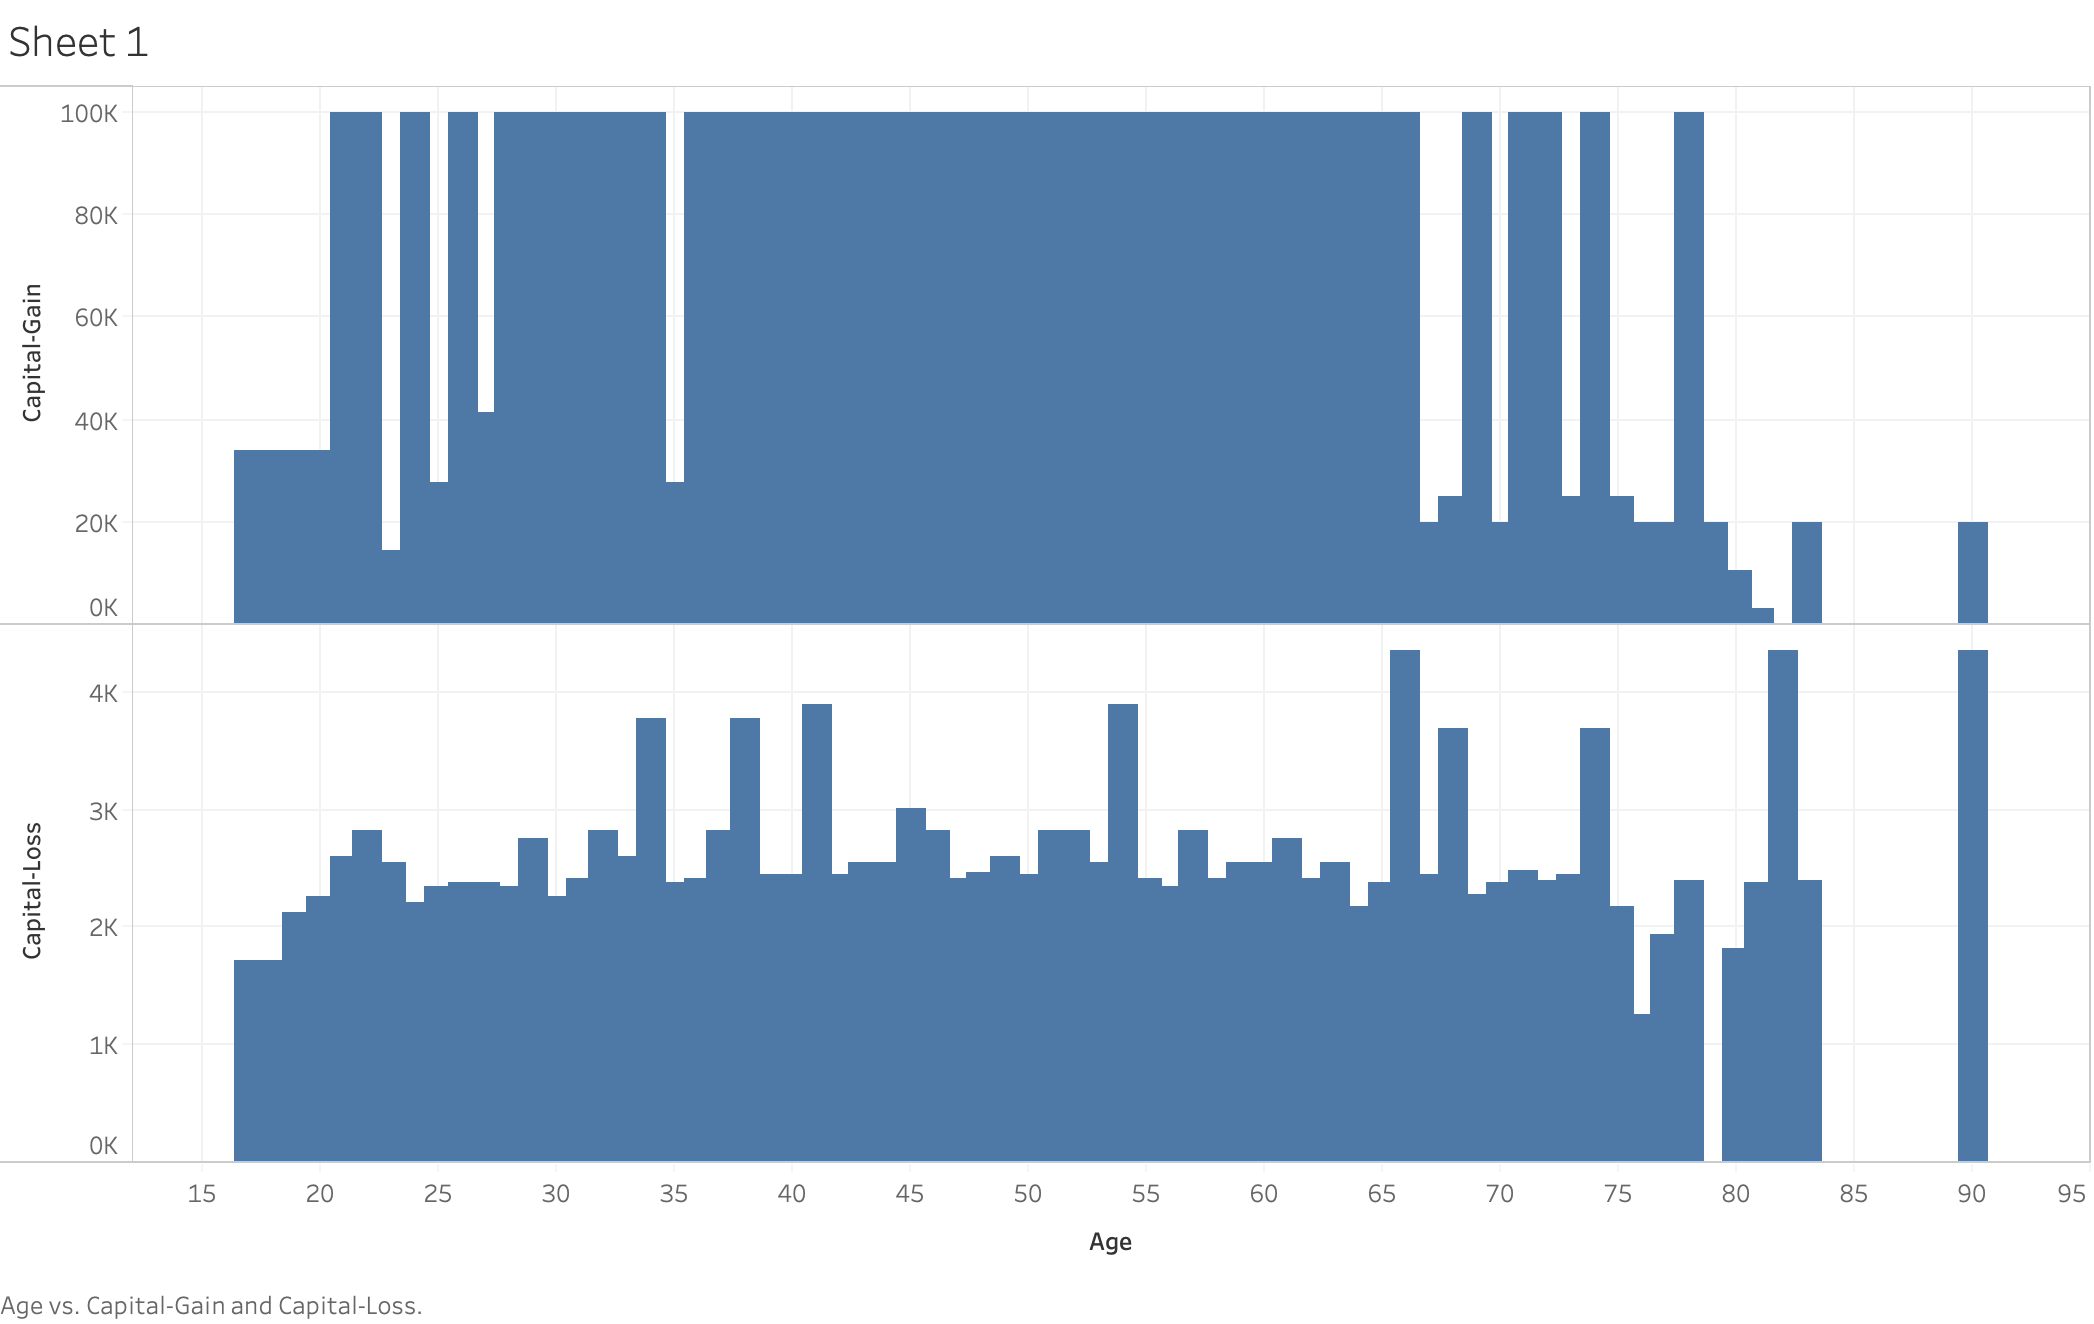 Sheet 1
Capital-Gain
100K
80K
60K
40K
20K
0K
Capital-Loss
4K
3K
2K
1K
0K
15 20 25 30 35 40 45 50 55 60 65 70 75 80 85 90 95
Age
Age vs. Capital-Gain and Capital-Loss.